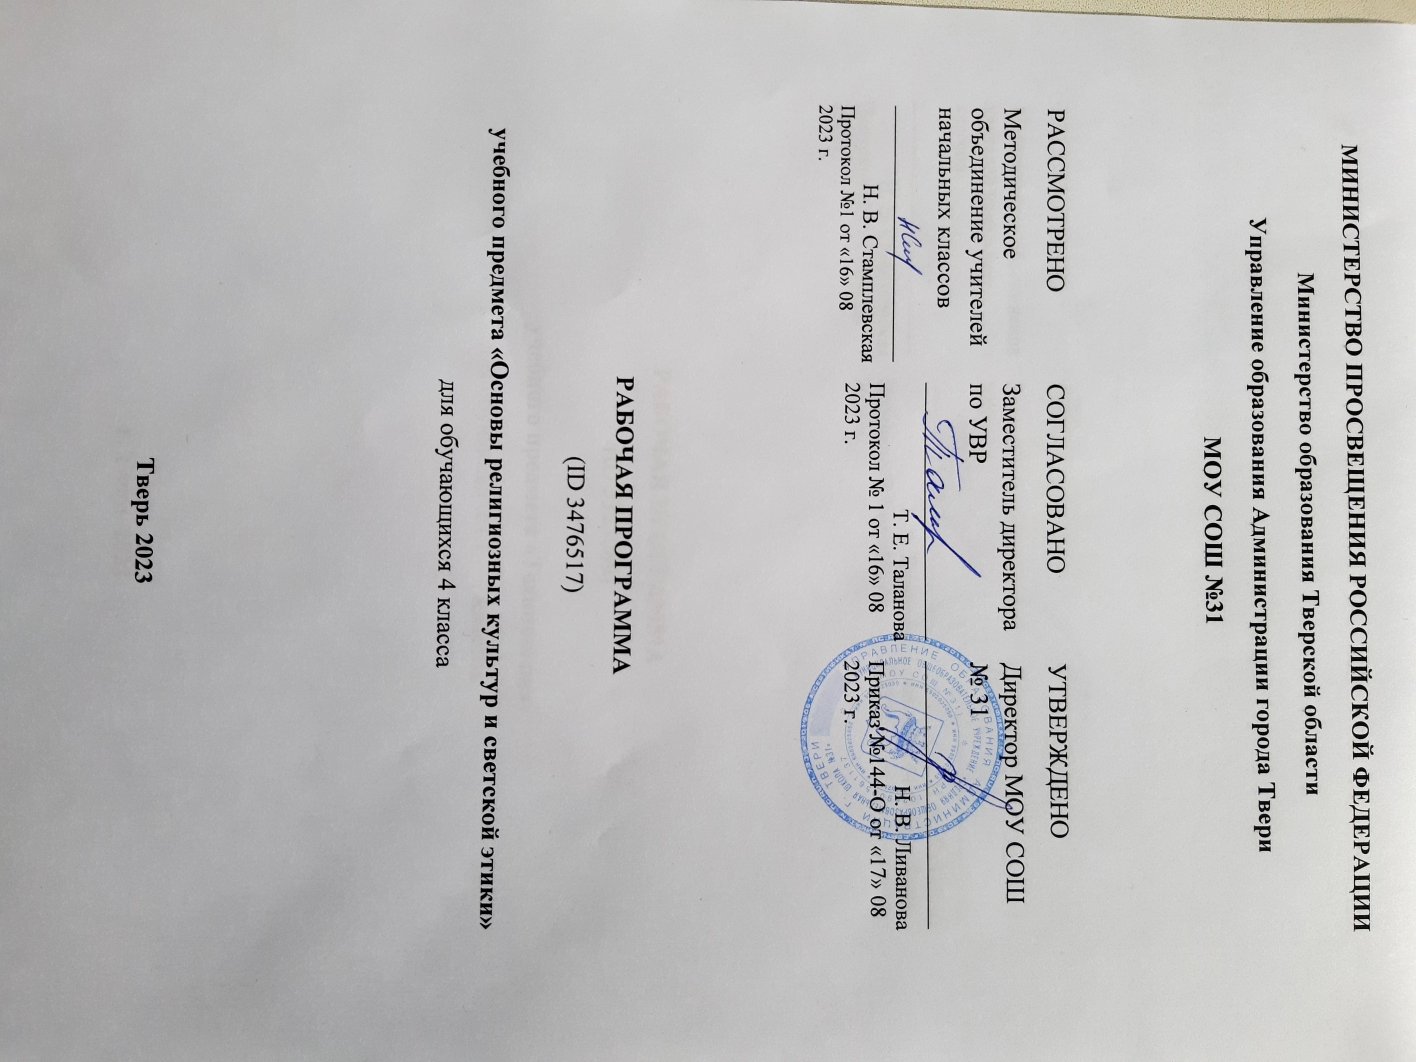 МИНИСТЕРСТВО ПРОСВЕЩЕНИЯ РОССИЙСКОЙ ФЕДЕРАЦИИ
Министерство образования Тверской области
Управление образования Администрации города Твери
МОУ СОШ №31
РАССМОТРЕНО
Методическое
объединение учителей
начальных классов
Н. В. Стамплевская
Протокол №1 от «16» 08
2023 г.
СОГЛАСОВАНО
Заместитель директора
по УВР
Т. Е. Таланова
Протокол № 1 от «16» 08
2023 г.
УТВЕРЖДЕНО
Директор МОУ СОШ
№ 31
Н. В. Ливанова
Приказ №144-О от «17» 08
2023 г.
РАБОЧАЯ ПРОГРАММА
(ID 3476517)
учебного предмета «Основы религиозных культур и светской этики»
для обучающихся 4 класса
Тверь 2023